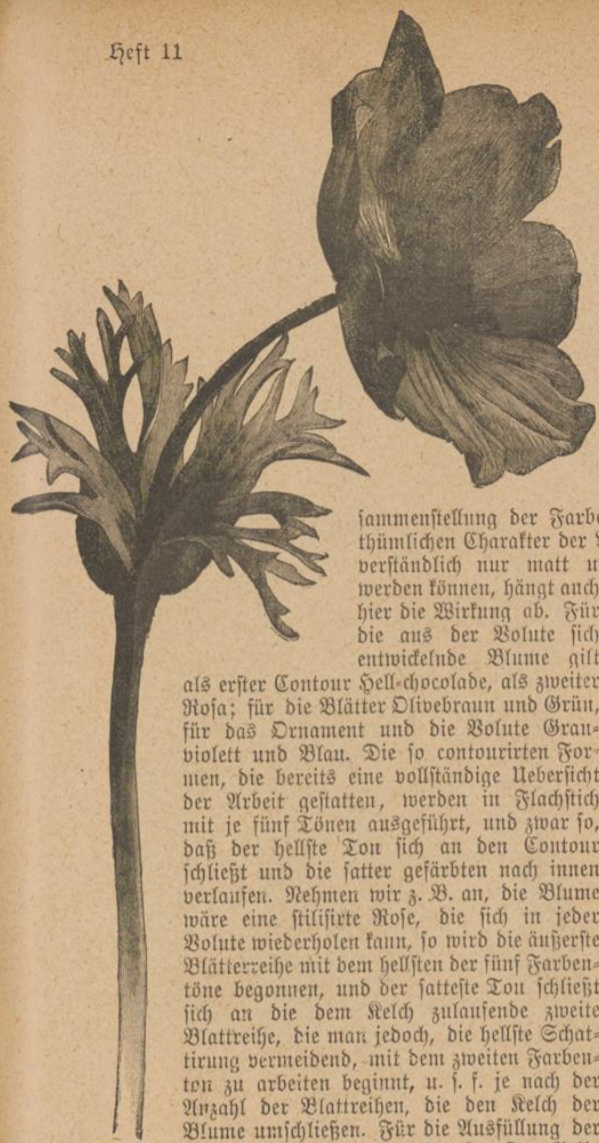 Heft 11
sammenstellung der Farbe
thümlichen Charakter der
verständlich nur matt u
werden können, hängt auch
hier die Wirkung ab. Für
die aus der Volute sich
entwickelnde Blume gilt
als erster Contour Hell-chocolade, als zweiter
Rosa; für die Blätter Olivebraun und Grün,
für das Ornament und die Volute Grau-
violett und Blau. Die so contourirten For-
men, die bereits eine vollständige Uebersicht
der Arbeit gestatten, werden in Flachstich
mit je fünf Tönen ausgeführt, und zwar so,
daß der hellste Ton sich an den Contour
schließt und die satter gefärbten nach innen
verlaufen. Nehmen wir z. B. an, die Blume
wäre eine stilisirte Rose, die sich in jeder
Volute wiederholen kann, so wird die äußerste
Blätterreihe mit dem hellsten der fünf Farben-
töne begonnen, und der satteste Ton schließt
sich an die dem Kelch zulaufende zweite
Blattreihe, die man jedoch, die hellste Schat-
tirung vermeidend, mit dem zweiten Farben-
ton zu arbeiten beginnt, u. s. f. je nach der
Anzahl der Blattreihen, die den Kelch der
Blume umschließen. Für die Ausfüllung der